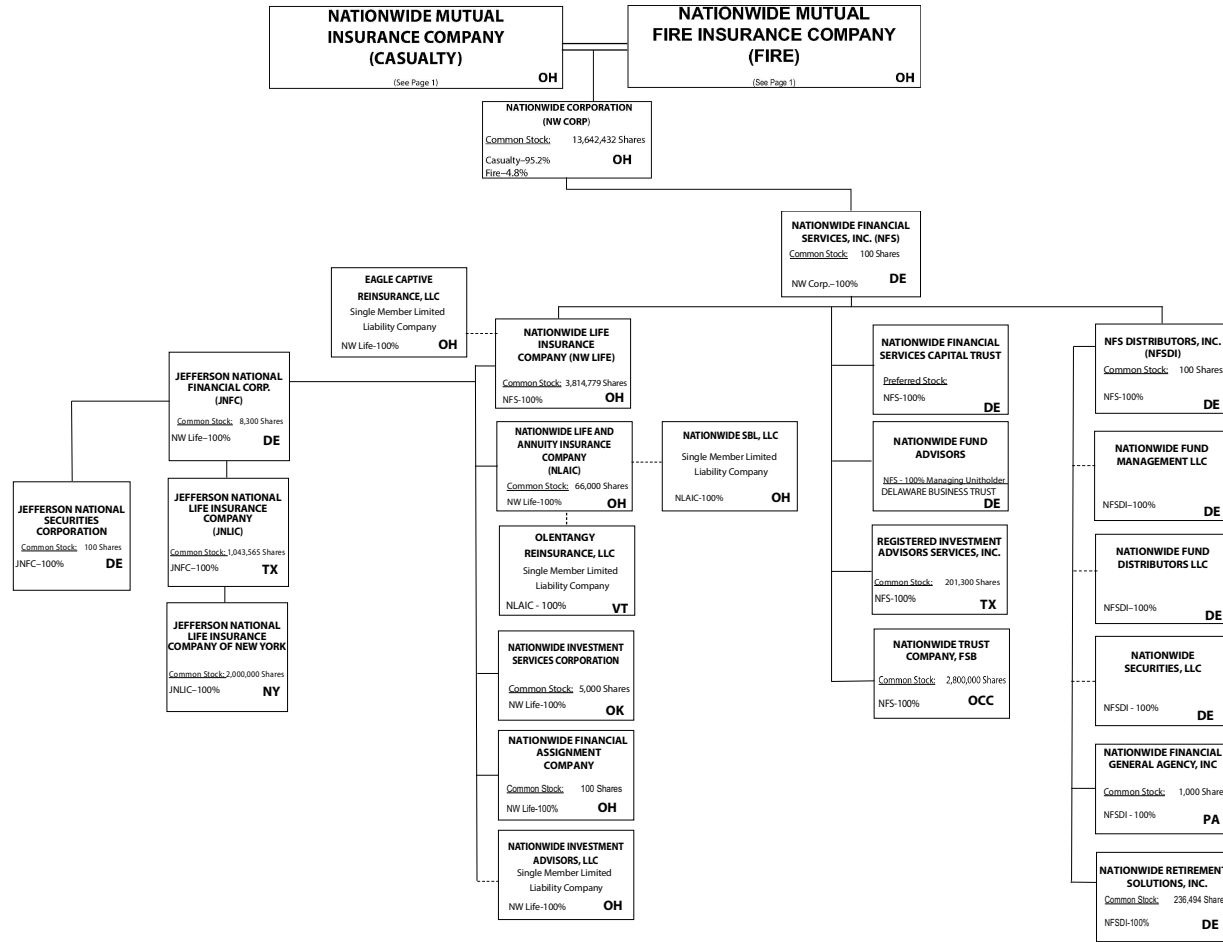 NATIONWIDE MUTUAL
INSURANCE COMPANY
(CASUALTY)
(See Page 1)
OH
NATIONWIDE MUTUAL
FIRE INSURANCE COMPANY
(FIRE)
(See Page 1)
OH
NATIONWIDE CORPORATION
(NW CORP)
Common Stock: 13,642,432 Shares
Casualty–95.2%
OH
Fire–4.8%
NATIONWIDE FINANCIAL
SERVICES, INC. (NFS)
Common Stock: 100 Shares
NW Corp.–100%
DE
EAGLE CAPTIVE
REINSURANCE, LLC
Single Member Limited
Liability Company
NW Life-100%
OH
NATIONWIDE LIFE
INSURANCE
COMPANY (NW LIFE)
Common Stock: 3,814,779 Shares
NFS-100%
OH
JEFFERSON NATIONAL
FINANCIAL CORP.
(JNFC)
Common Stock: 8,300 Shares
NW Life–100%
DE
JEFFERSON NATIONAL
SECURITIES
CORPORATION
Common Stock: 100 Shares
JNFC–100%
DE
JEFFERSON NATIONAL
LIFE INSURANCE
COMPANY
(JNLIC)
Common Stock: 1,043,565 Shares
JNFC–100%
TX
JEFFERSON NATIONAL
LIFE INSURANCE
COMPANY OF NEW YORK
Common Stock: 2,000,000 Shares
JNLIC–100%
NY
NATIONWIDE LIFE AND
ANNUITY INSURANCE
COMPANY
(NLAIC)
Common Stock: 66,000 Shares
NW Life-100%
OH
NATIONWIDE SBL, LLC
Single Member Limited
Liability Company
NLAIC-100%
OH
OLENTANGY
REINSURANCE, LLC
Single Member Limited
Liability Company
NLAIC - 100%
VT
NATIONWIDE INVESTMENT
SERVICES CORPORATION
Common Stock: 5,000 Shares
NW Life-100%
OK
NATIONWIDE FINANCIAL
ASSIGNMENT
COMPANY
Common Stock: 100 Shares
NW Life-100%
OH
NATIONWIDE INVESTMENT
ADVISORS, LLC
Single Member Limited
Liability Company
NW Life-100%
OH
NATIONWIDE FINANCIAL
SERVICES CAPITAL TRUST
Preferred Stock:
NFS-100%
DE
NATIONWIDE FUND
ADVISORS
NFS - 100% Managing Unitholder
DELAWARE BUSINESS TRUST
DE
REGISTERED INVESTMENT
ADVISORS SERVICES, INC.
Common Stock: 201,300 Shares
NFS-100%
TX
NATIONWIDE TRUST
COMPANY, FSB
Common Stock: 2,800,000 Shares
NFS-100%
OCC
NFS DISTRIBUTORS, INC.
(NFSDI)
Common Stock: 100 Shares
NFS-100%
DE
NATIONWIDE FUND
MANAGEMENT LLC
NFSDI–100%
DE
NATIONWIDE FUND
DISTRIBUTORS LLC
NFSDI–100%
DE
NATIONWIDE
SECURITIES, LLC
NFSDI - 100%
DE
NATIONWIDE FINANCIAL
GENERAL AGENCY, INC
Common Stock: 1,000 Share
NFSDI - 100%
PA
NATIONWIDE RETIREMENT
SOLUTIONS, INC.
Common Stock: 236,494 Share
NFSDI-100%
DE